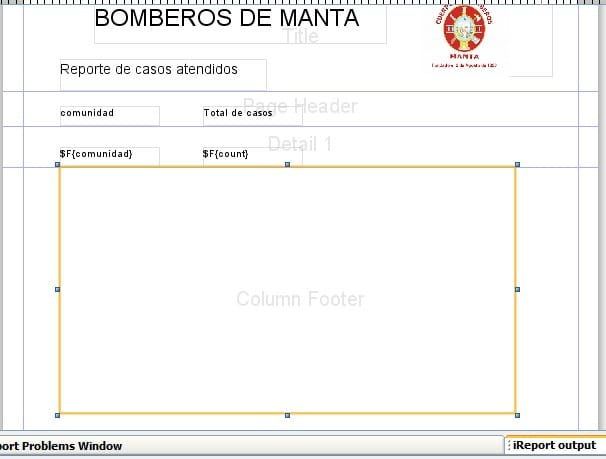 BOMBEROS DE MANTA
Title
MANTA
Reporte de casos atendidos
Page Header
comunidad Total de casos
Detail 1
$F{comunidad} $F{count}
Column Footer
ort Problems Window
iReport output